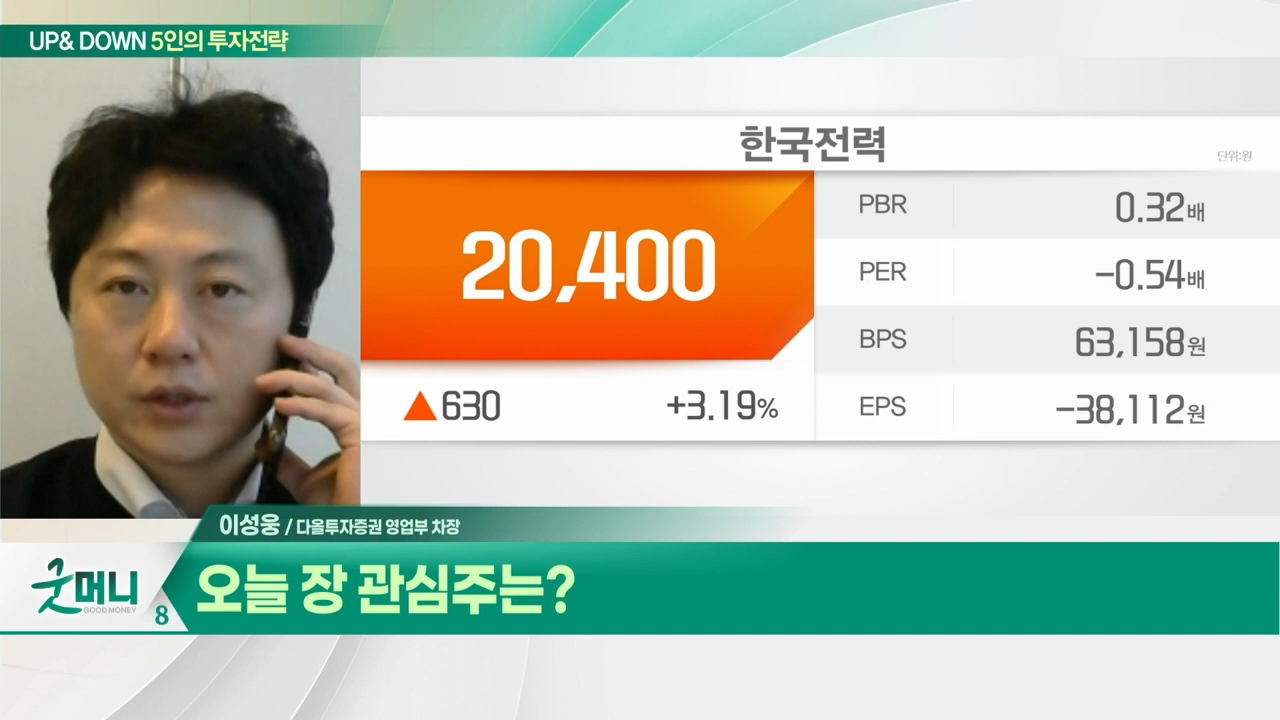 UP& DOWN 5인의 투자전략
한국전력
단위:원
20,400
▲630 +3.19%
PBR 0.32배
PER -0.54배
BPS 63,158원
EPS -38,112원
이성웅 / 다올투자증권 영업부 차장
오늘 장 관심주는?
굿머니
GOOD MONEY
8